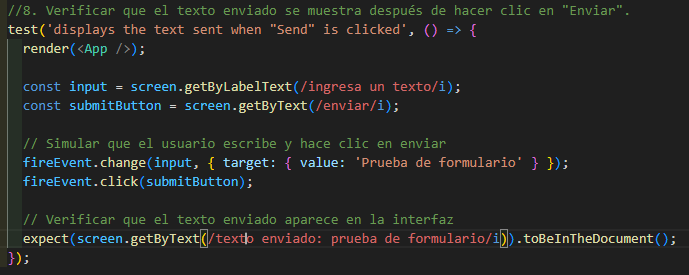 //8. Verificar que el texto enviado se muestra después de hacer clic en "Enviar".
test('displays the text sent when "Send" is clicked', () => {
render(<App />);
const input = screen.getByLabelText(/ingresa un texto/i);
const submitButton = screen.getByText(/enviar/i);
// Simular que el usuario escribe y hace clic en enviar
fireEvent.change(input, { target: { value: 'Prueba de formulario' } });
fireEvent.click(submitButton);
// Verificar que el texto enviado aparece en la interfaz
expect(screen.getByText(/texto enviado: prueba de formulario/i)).toBeInTheDocument();
});